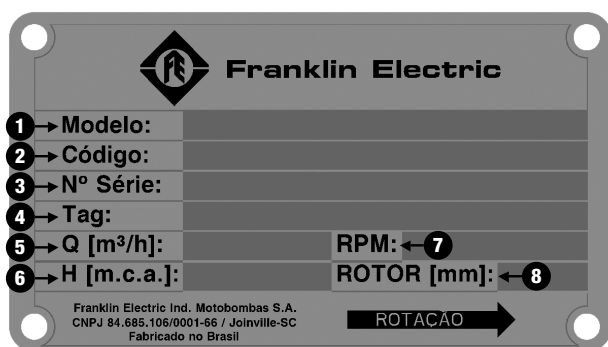 FE Franklin Electric
1 Modelo:
2 Código:
3 Nº Série:
4 Tag:
5 Q [m³/h]: RPM: 7
6 H [m.c.a.]: ROTOR [mm]: 8
Franklin Electric Ind. Motobombas S.A.
CNPJ 84.685.106/0001-66 / Joinville-SC
Fabricado no Brasil
ROTAÇÃO